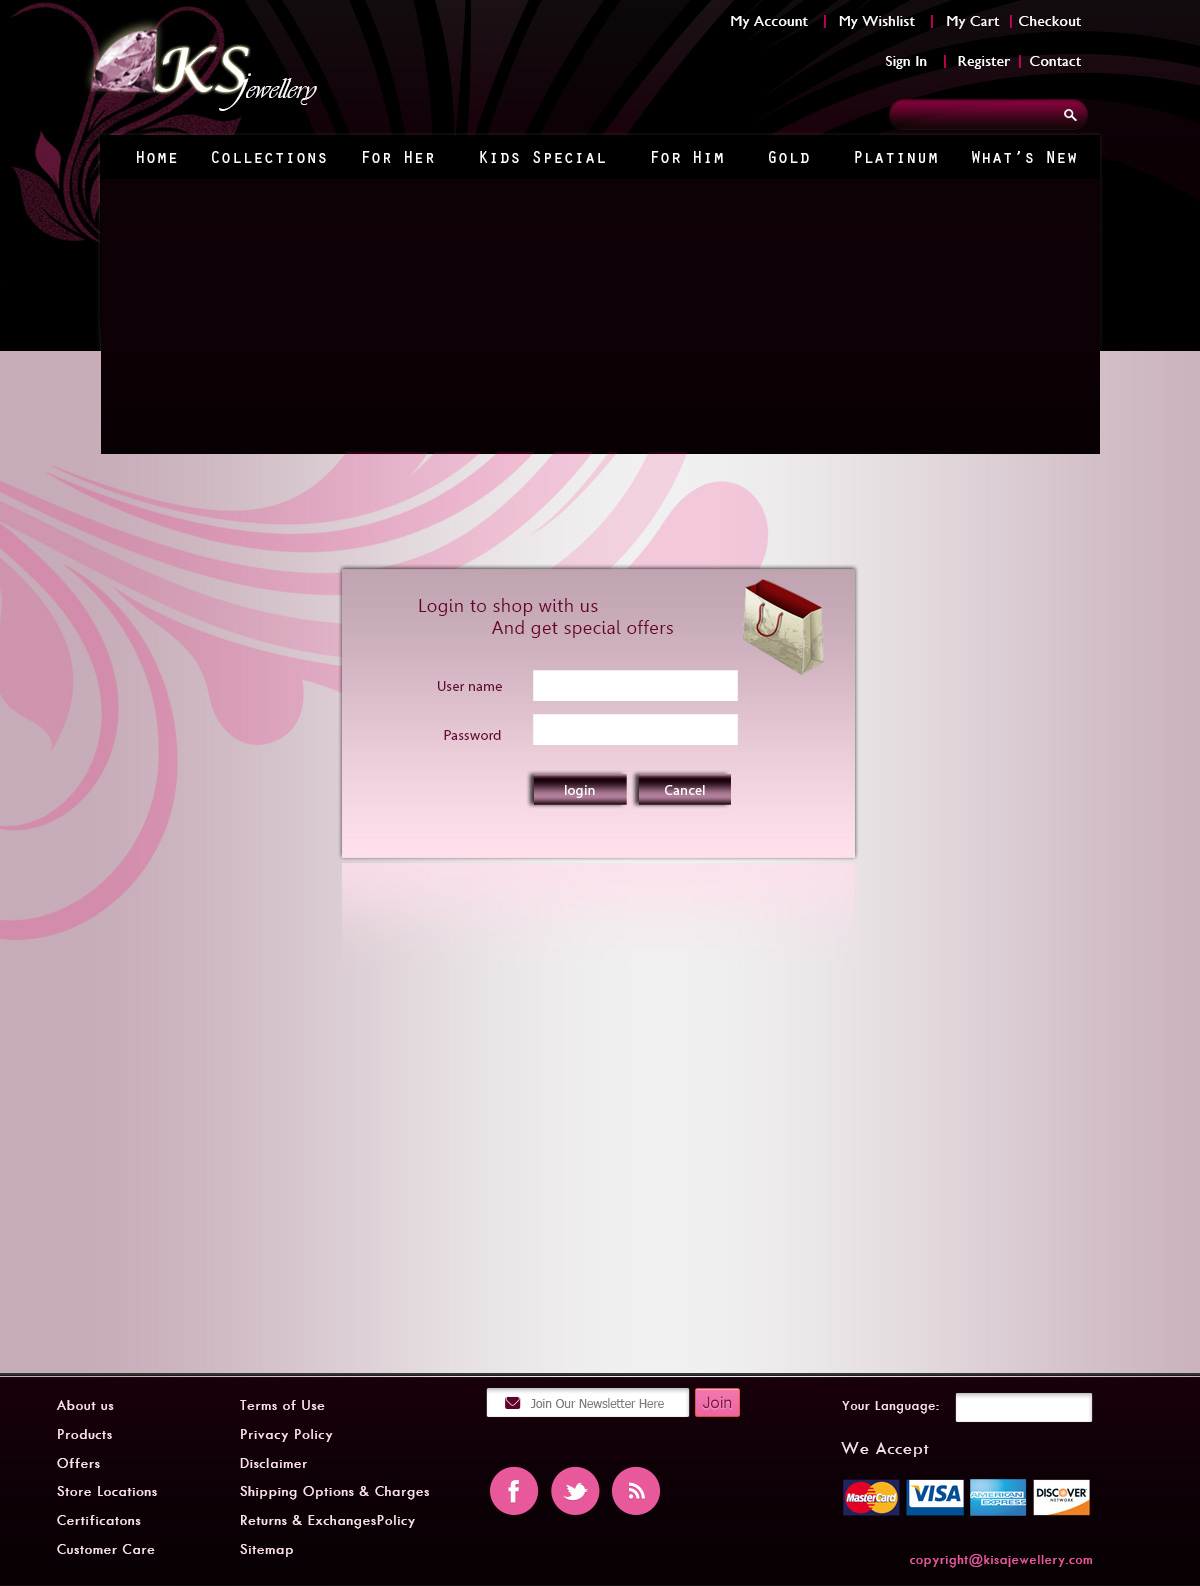 My Account | My Wishlist | My Cart | Checkout
Sign In | Register | Contact
KS Jewellery
Home Collections For Her Kids Special For Him Gold Platinum What's New
Login to shop with us
And get special offers
User name
Password
login Cancel
About us
Products
Offers
Store Locations
Certificatons
Customer Care
Terms of Use
Privacy Policy
Disclaimer
Shipping Options & Charges
Returns & ExchangesPolicy
Sitemap
Join Our Newsletter Here Join
Your Language:
We Accept
MasterCard VISA AMERICAN EXPRESS DISCOVER NETWORK
copyright@kisajewellery.com